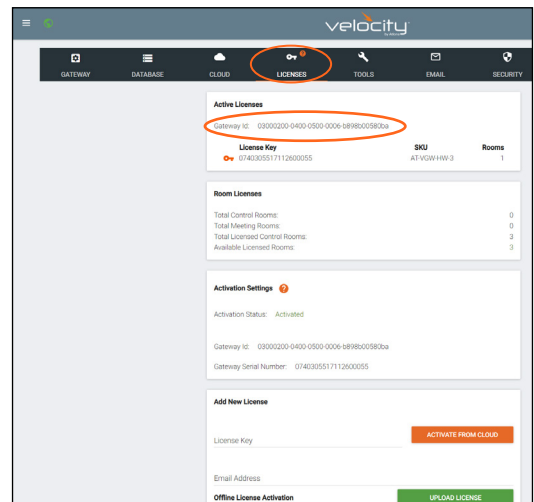 velocity
by Atlona
GATEWAY DATABASE CLOUD LICENSES ? TOOLS EMAIL SECURITY
Active Licenses
Gateway Id: 03000200-0400-0500-0006-b898b00580ba
License Key SKU Rooms
0740305517112600055 AT-VGW-HW-3 1
Room Licenses
Total Control Rooms: 0
Total Meeting Rooms: 0
Total Licensed Control Rooms: 3
Available Licensed Rooms: 3
Activation Settings ?
Activation Status: Activated
Gateway Id: 03000200-0400-0500-0006-b898b00580ba
Gateway Serial Number: 0740305517112600055
Add New License
License Key ACTIVATE FROM CLOUD
Email Address
Offline License Activation UPLOAD LICENSE